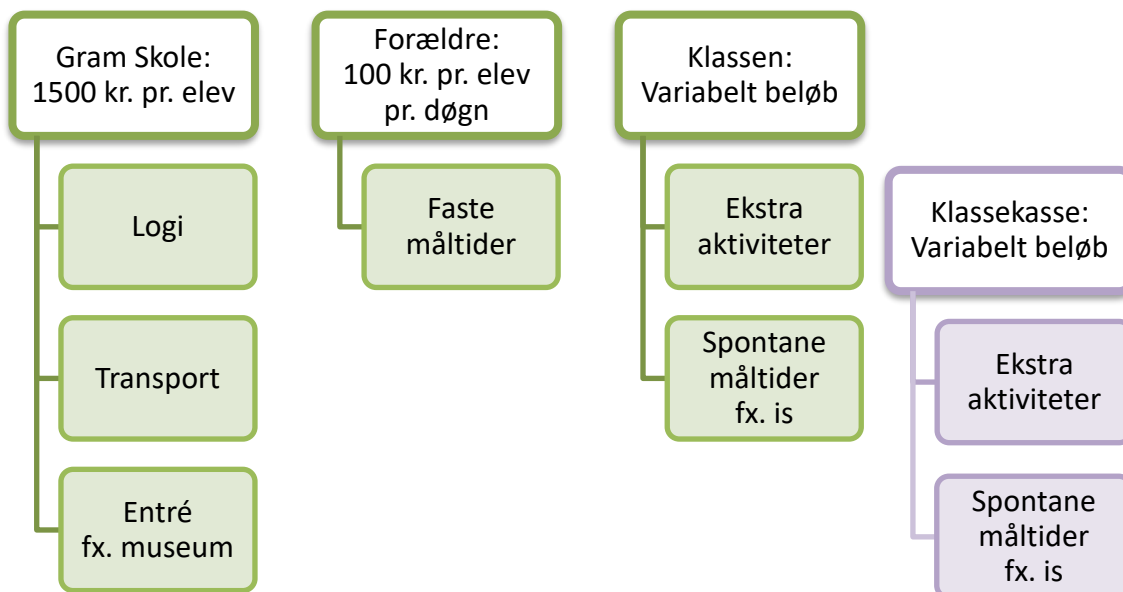 Gram Skole:
1500 kr. pr. elev
Logi
Transport
Entré
fx. museum
Forældre:
100 kr. pr. elev
pr. døgn
Faste
måltider
Klassen:
Variabelt beløb
Ekstra
aktiviteter
Spontane
måltider
fx. is
Klassekasse:
Variabelt beløb
Ekstra
aktiviteter
Spontane
måltider
fx. is